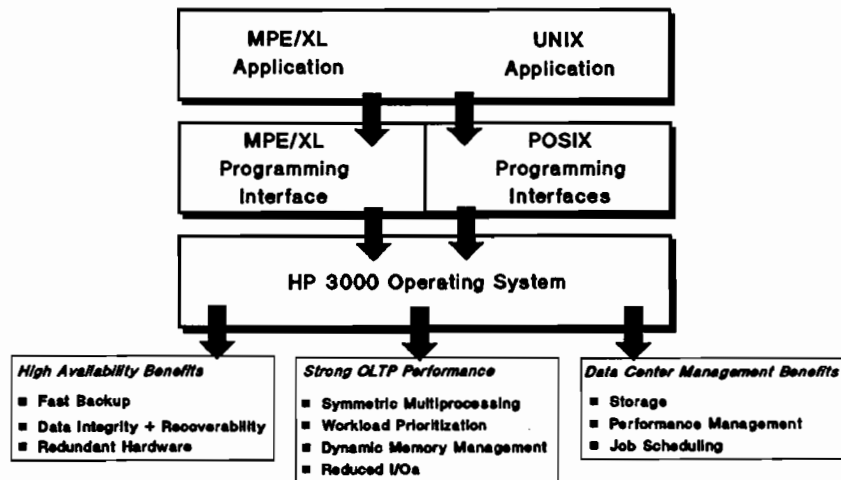 MPE/XL
Application
UNIX
Application
MPE/XL
Programming
Interface
POSIX
Programming
Interfaces
HP 3000 Operating System
High Availability Benefits
■ Fast Backup
■ Data Integrity + Recoverability
■ Redundant Hardware
Strong OLTP Performance
■ Symmetric Multiprocessing
■ Workload Prioritization
■ Dynamic Memory Management
■ Reduced I/Os
Data Center Management Benefits
■ Storage
■ Performance Management
■ Job Scheduling